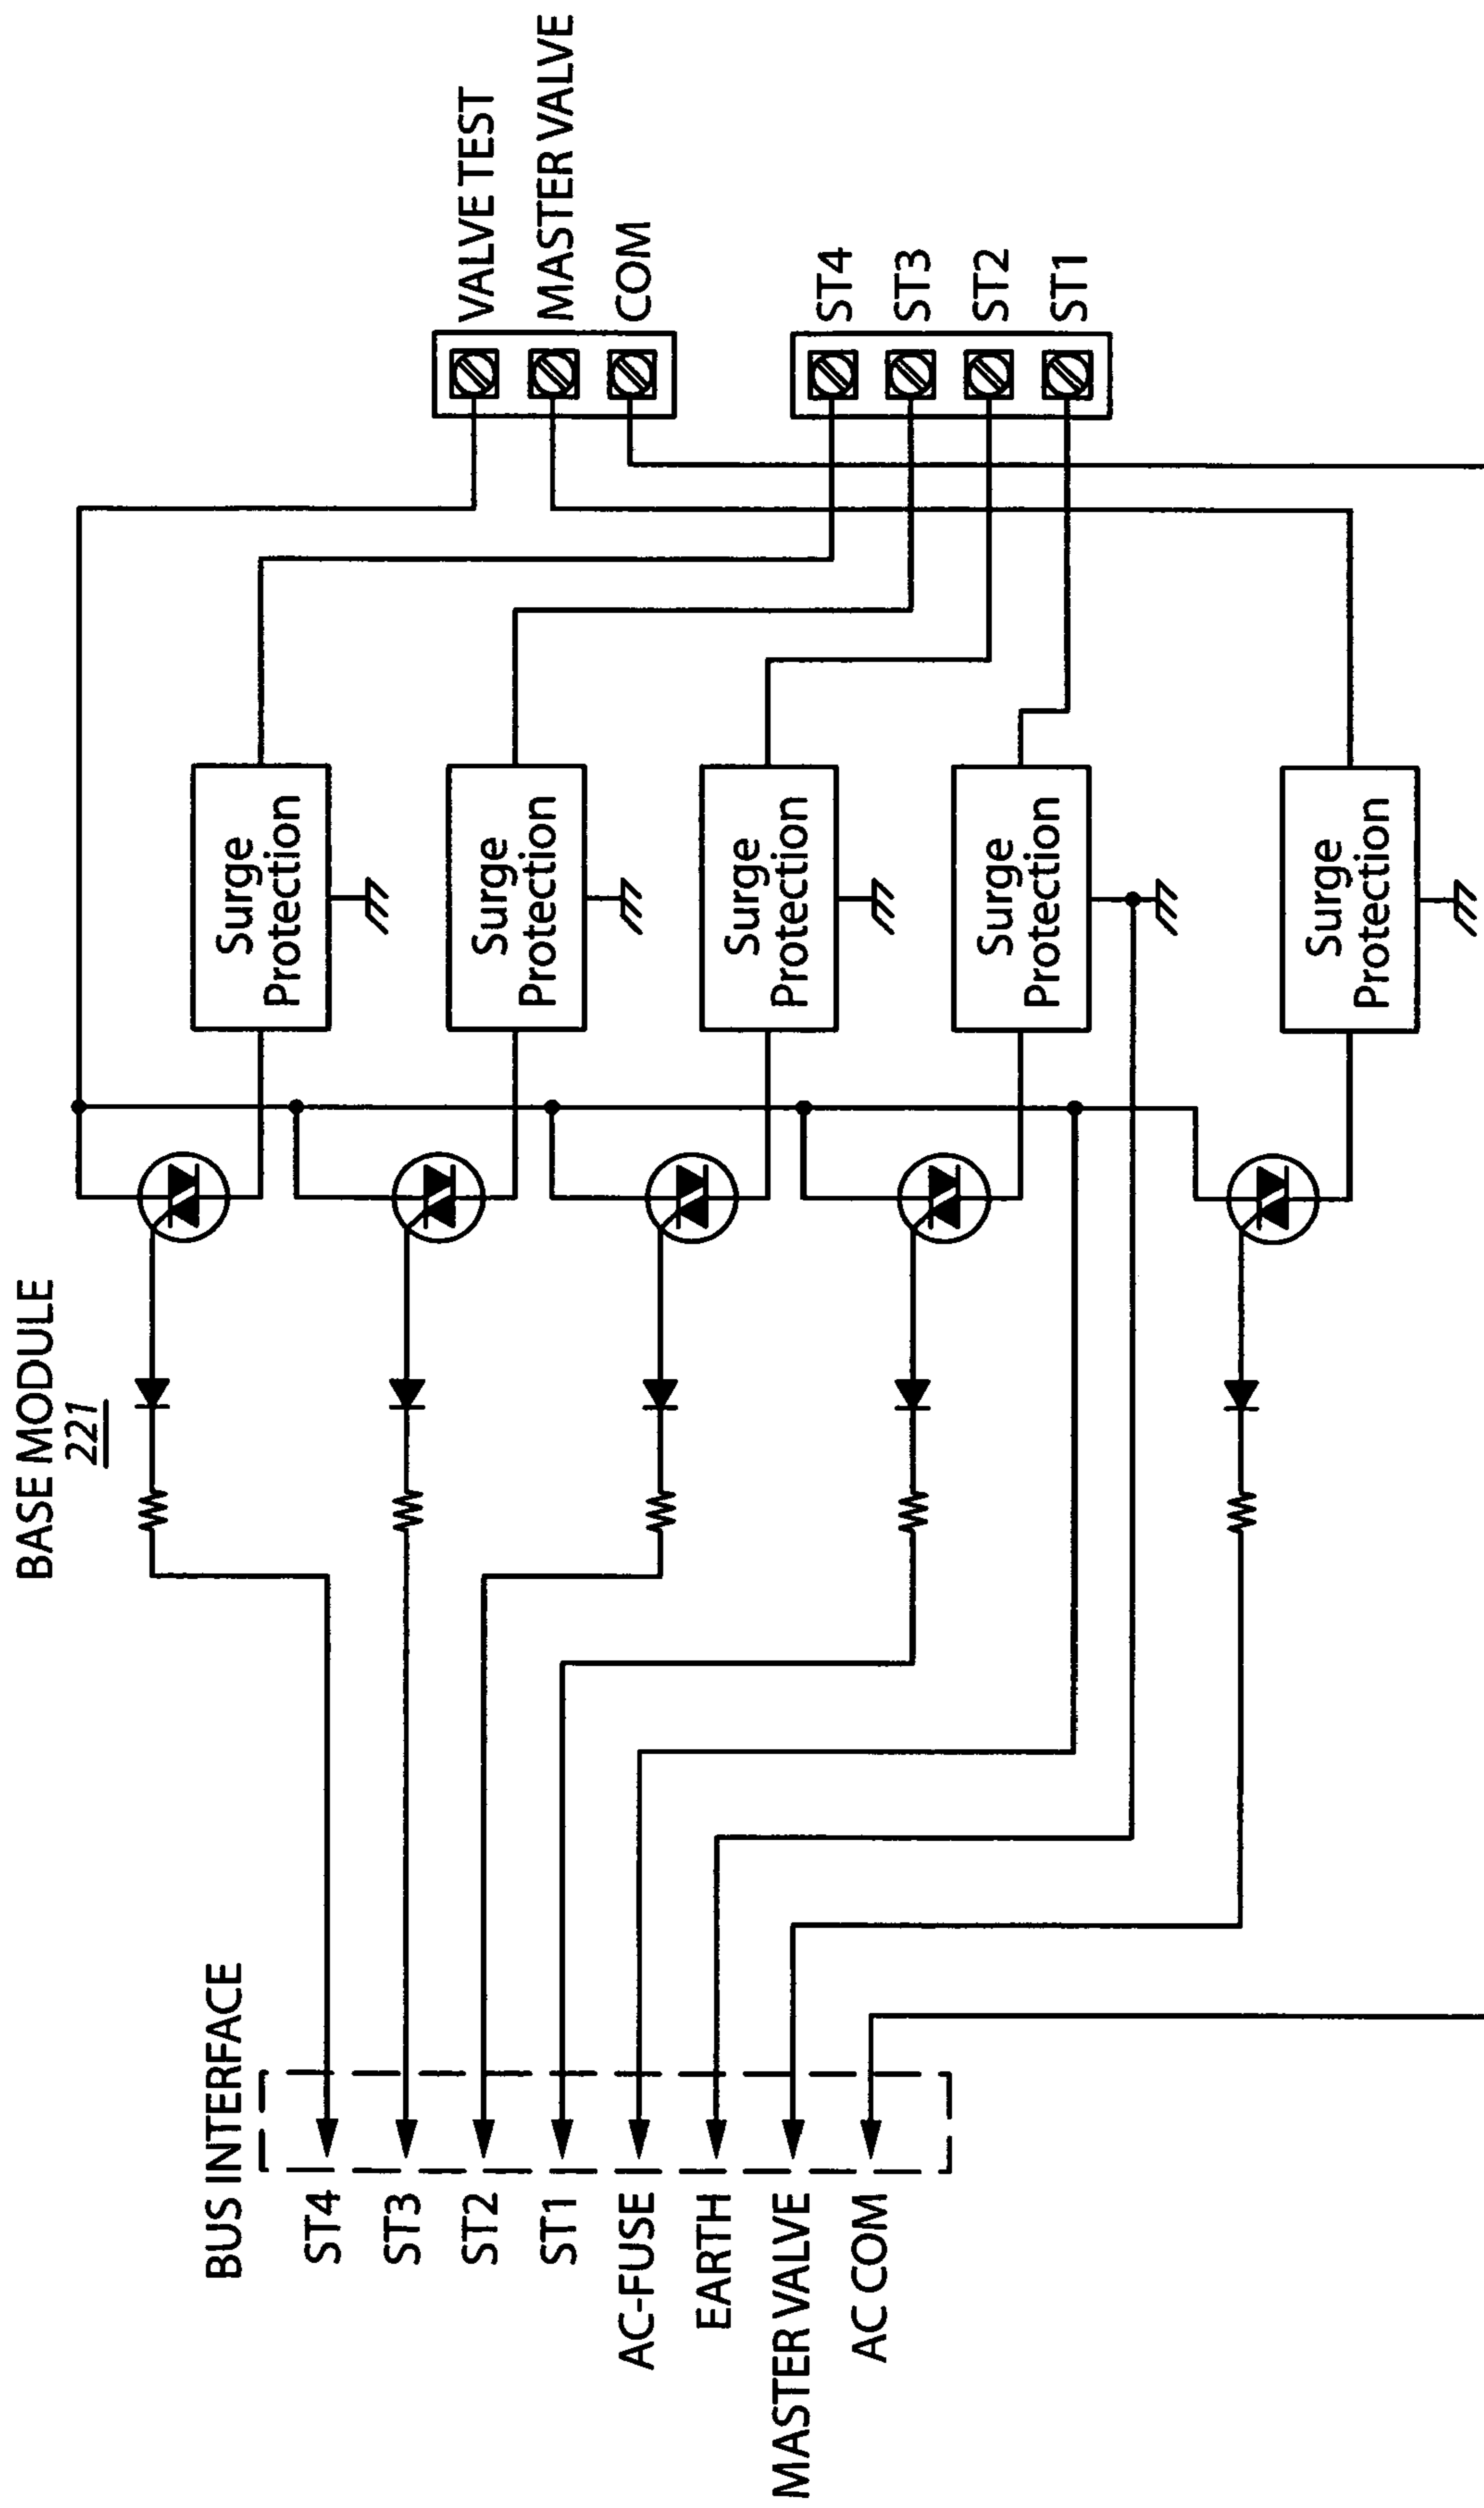 BASE MODULE
221
BUS INTERFACE
ST4
ST3
ST2
ST1
AC-FUSE
EARTH
MASTER VALVE
AC COM
Surge
Protection
Surge
Protection
Surge
Protection
Surge
Protection
Surge
Protection
VALVE TEST
MASTER VALVE
COM
ST4
ST3
ST2
ST1